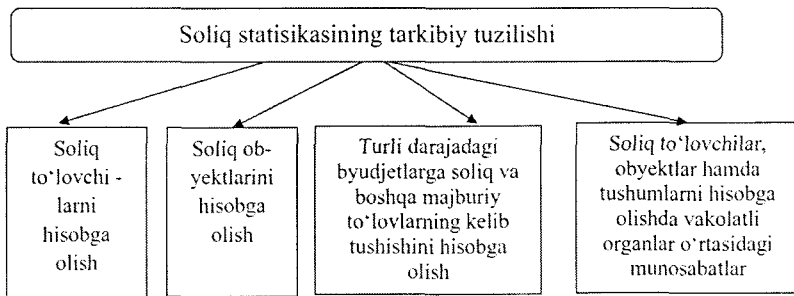 Soliq statisikasining tarkibiy tuzilishi
Soliq
to‘lovchi -
larni
hisobga
olish
Soliq ob-
yektlarini
hisobga
olish
Turli darajadagi
byudjetlarga soliq va
boshqa majburiy
to‘lovlarning kelib
tushishini hisobga
olish
Soliq to‘lovchilar,
obyektlar hamda
tushumlarni hisobga
olishda vakolatli
organlar o‘rtasidagi
munosabatlar